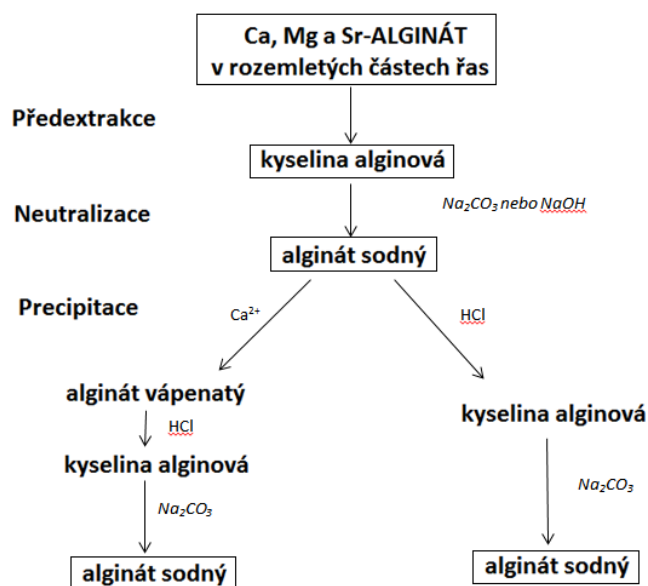 Ca, Mg a Sr-ALGINÁT
v rozemletých částech řas
Předextrakce
kyselina alginová
Neutralizace
Na₂CO₃ nebo NaOH
alginát sodný
Precipitace
Ca²⁺
HCl
alginát vápenatý
kyselina alginová
HCl
kyselina alginová
Na₂CO₃
Na₂CO₃
alginát sodný
alginát sodný